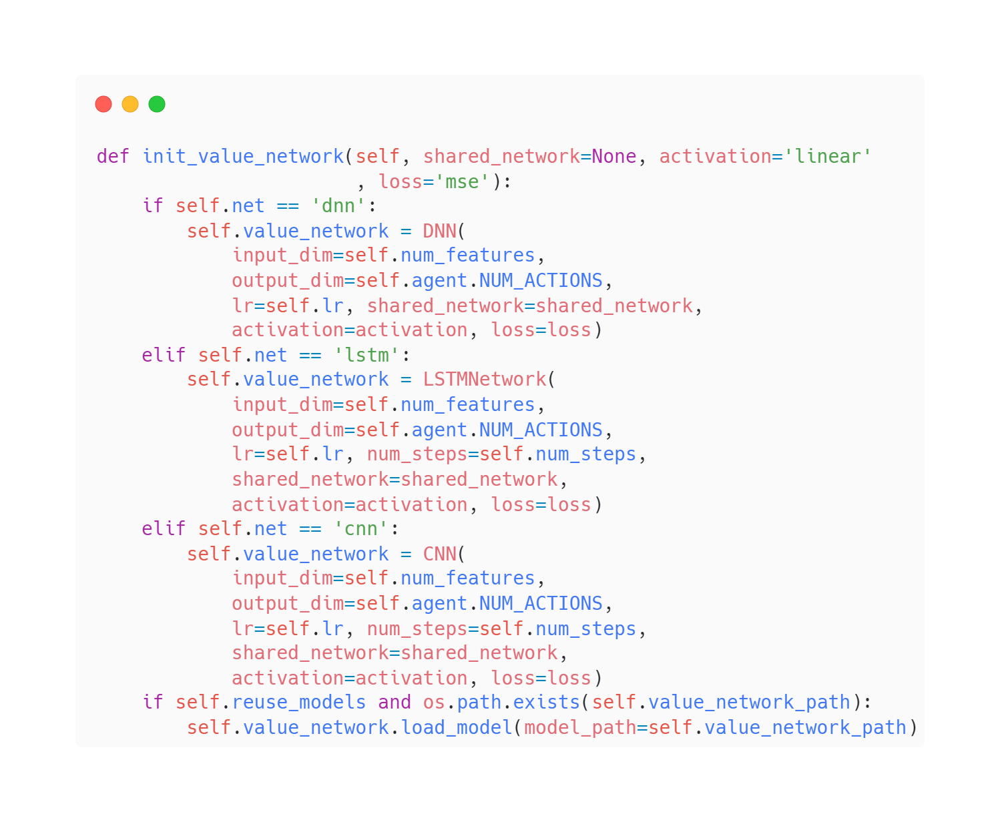 def init_value_network(self, shared_network=None, activation='linear'
                       , loss='mse'):
    if self.net == 'dnn':
        self.value_network = DNN(
            input_dim=self.num_features,
            output_dim=self.agent.NUM_ACTIONS,
            lr=self.lr, shared_network=shared_network,
            activation=activation, loss=loss)
    elif self.net == 'lstm':
        self.value_network = LSTMNetwork(
            input_dim=self.num_features,
            output_dim=self.agent.NUM_ACTIONS,
            lr=self.lr, num_steps=self.num_steps,
            shared_network=shared_network,
            activation=activation, loss=loss)
    elif self.net == 'cnn':
        self.value_network = CNN(
            input_dim=self.num_features,
            output_dim=self.agent.NUM_ACTIONS,
            lr=self.lr, num_steps=self.num_steps,
            shared_network=shared_network,
            activation=activation, loss=loss)
    if self.reuse_models and os.path.exists(self.value_network_path):
        self.value_network.load_model(model_path=self.value_network_path)